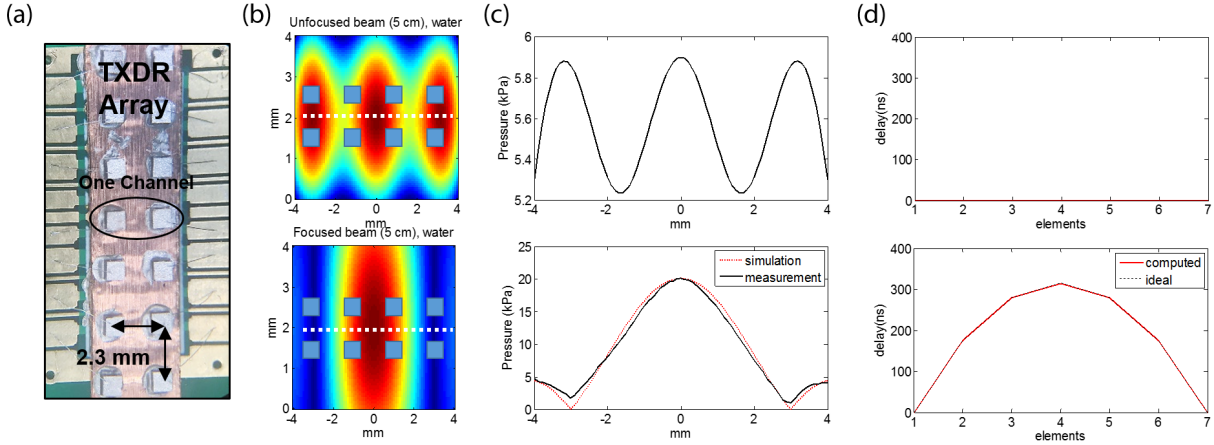 (a)
TXDR
Array
One Channel
2.3 mm
(b)
Unfocused beam (5 cm), water
4
3
2
1
0
mm
-4 -2 0 2 4
mm
Focused beam (5 cm), water
4
3
2
1
0
mm
-4 -2 0 2 4
mm
(c)
6
5.8
5.6
5.4
5.2
Pressure (kPa)
-4 -2 0 2 4
mm
25
20
15
10
5
0
Pressure (kPa)
simulation
measurement
-4 -2 0 2 4
mm
(d)
400
300
200
100
0
delay(ns)
1 2 3 4 5 6 7
elements
400
300
200
100
0
delay(ns)
computed
ideal
1 2 3 4 5 6 7
elements